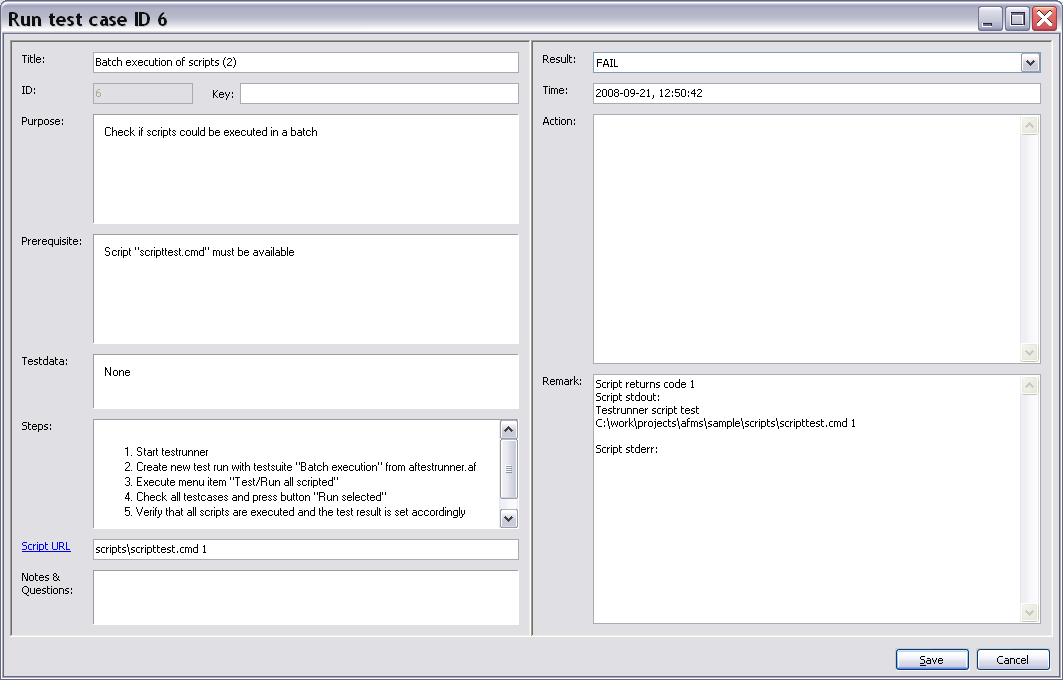 Run test case ID 6
Title: Batch execution of scripts (2)
ID: 6 Key:
Purpose: Check if scripts could be executed in a batch
Prerequisite: Script "scripttest.cmd" must be available
Testdata: None
Steps:
1. Start testrunner
2. Create new test run with testsuite "Batch execution" from aftestrunner.af
3. Execute menu item "Test/Run all scripted"
4. Check all testcases and press button "Run selected"
5. Verify that all scripts are executed and the test result is set accordingly
Script URL scripts\scripttest.cmd 1
Notes &
Questions:
Result: FAIL
Time: 2008-09-21, 12:50:42
Action:
Remark: Script returns code 1
Script stdout:
Testrunner script test
C:\work\projects\afms\sample\scripts\scripttest.cmd 1
Script stderr:
Save Cancel